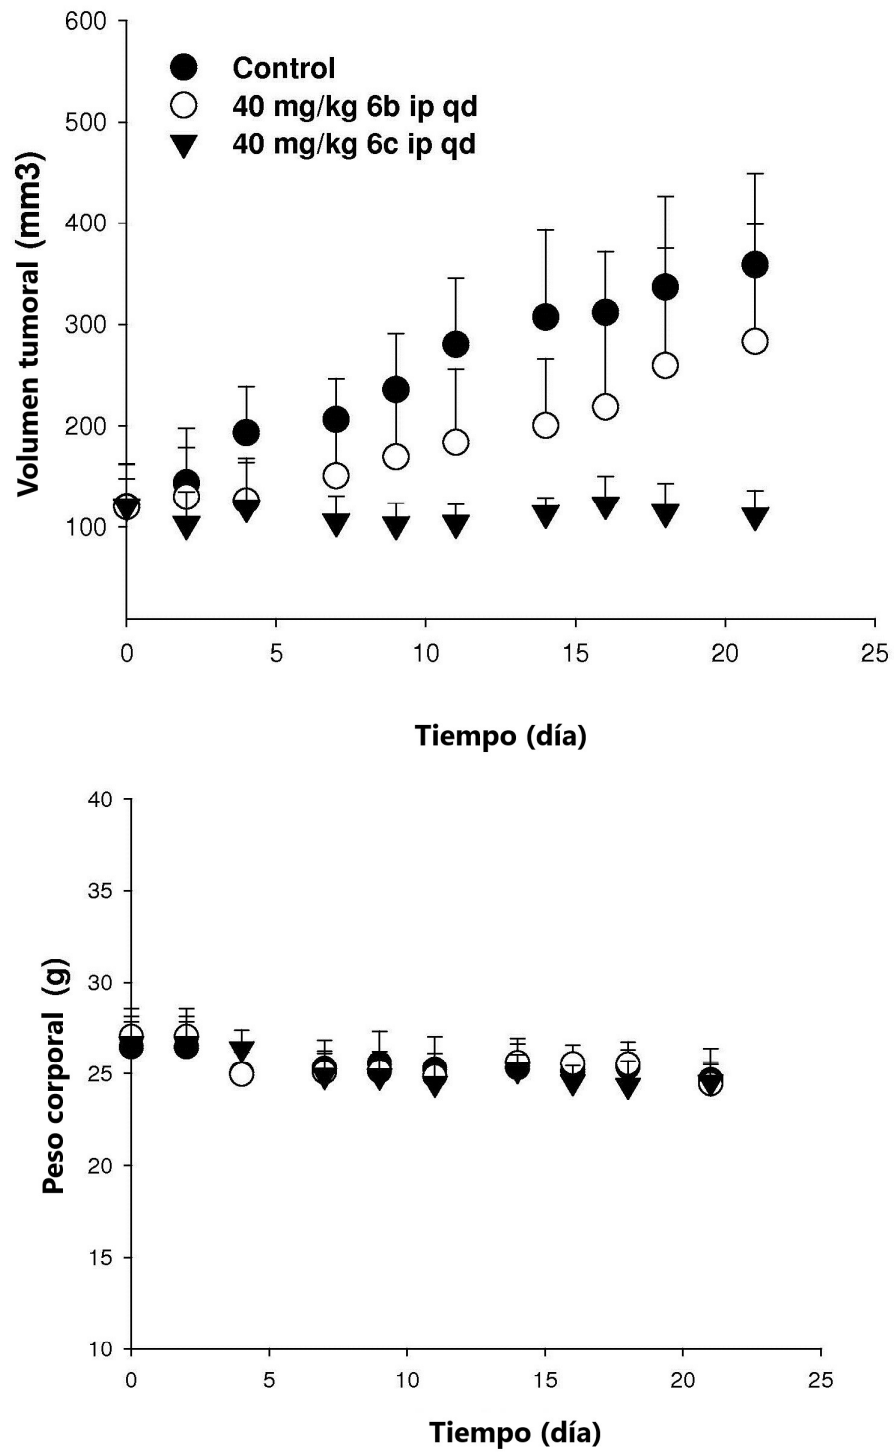 600
500
400
300
200
100
Volumen tumoral (mm3)
Control
40 mg/kg 6b ip qd
40 mg/kg 6c ip qd
0 5 10 15 20 25
Tiempo (día)
40
35
30
25
20
15
10
Peso corporal (g)
0 5 10 15 20 25
Tiempo (día)